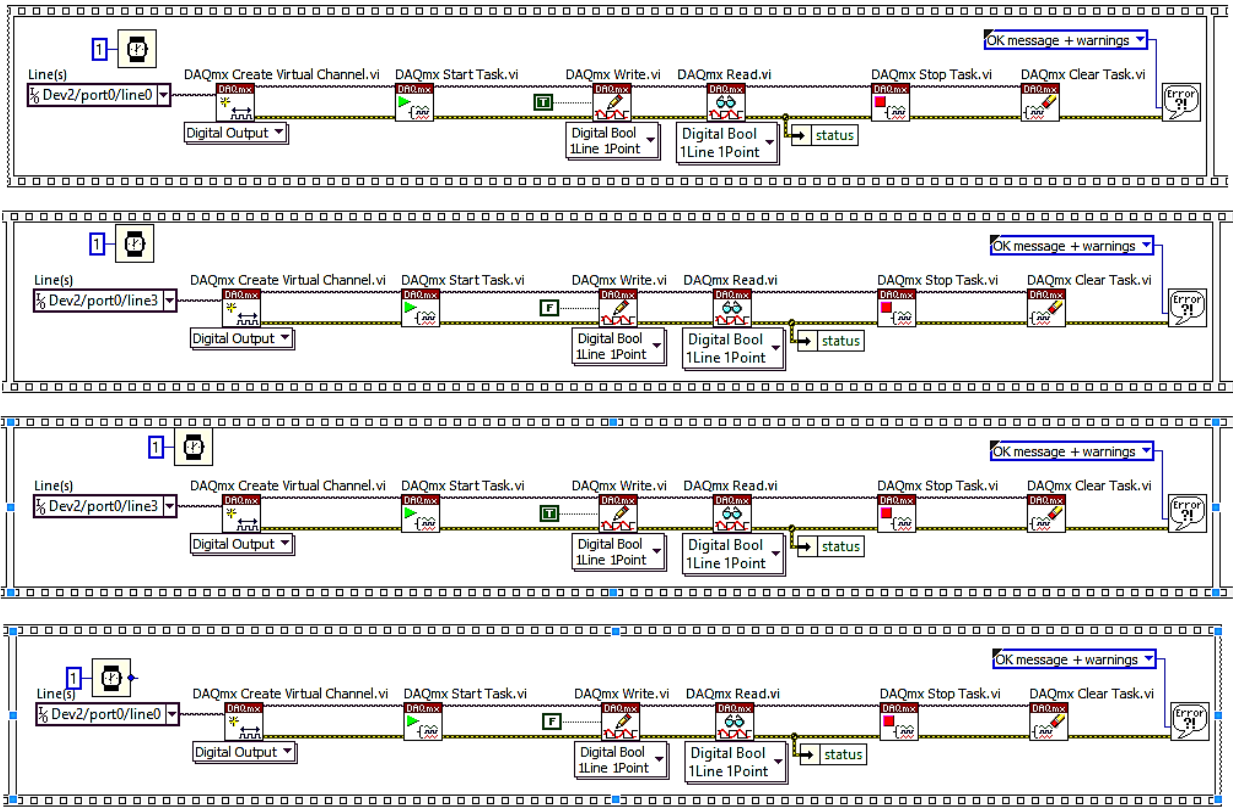 OK message + warnings
1
Line(s)
DAQmx Create Virtual Channel.vi DAQmx Start Task.vi DAQmx Write.vi DAQmx Read.vi DAQmx Stop Task.vi DAQmx Clear Task.vi
I/O Dev2/port0/line0 DAQmx DAQmx T DAQmx DAQmx DAQmx DAQmx Error ?!
Digital Output Digital Bool Digital Bool status
1Line 1Point 1Line 1Point
1
OK message + warnings
Line(s)
DAQmx Create Virtual Channel.vi DAQmx Start Task.vi DAQmx Write.vi DAQmx Read.vi DAQmx Stop Task.vi DAQmx Clear Task.vi
I/O Dev2/port0/line3 DAQmx DAQmx F DAQmx DAQmx DAQmx DAQmx Error ?!
Digital Output Digital Bool Digital Bool status
1Line 1Point 1Line 1Point
1
OK message + warnings
Line(s)
DAQmx Create Virtual Channel.vi DAQmx Start Task.vi DAQmx Write.vi DAQmx Read.vi DAQmx Stop Task.vi DAQmx Clear Task.vi
I/O Dev2/port0/line3 DAQmx DAQmx T DAQmx DAQmx DAQmx DAQmx Error ?!
Digital Output Digital Bool Digital Bool status
1Line 1Point 1Line 1Point
OK message + warnings
1
Line(s)
DAQmx Create Virtual Channel.vi DAQmx Start Task.vi DAQmx Write.vi DAQmx Read.vi DAQmx Stop Task.vi DAQmx Clear Task.vi
I/O Dev2/port0/line0 DAQmx DAQmx F DAQmx DAQmx DAQmx DAQmx Error ?!
Digital Output Digital Bool Digital Bool status
1Line 1Point 1Line 1Point